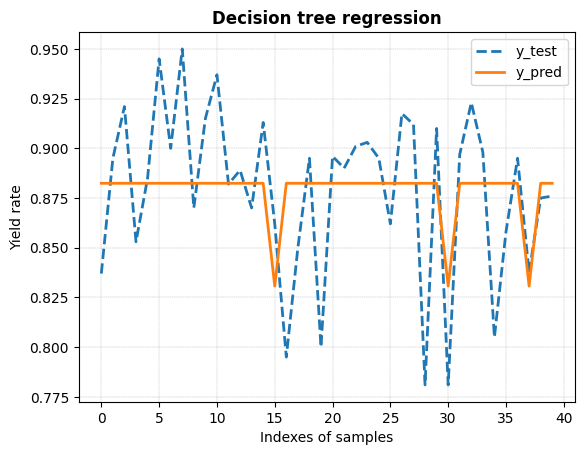 Decision tree regression
y_test
y_pred
Yield rate
0.950
0.925
0.900
0.875
0.850
0.825
0.800
0.775
0 5 10 15 20 25 30 35 40
Indexes of samples